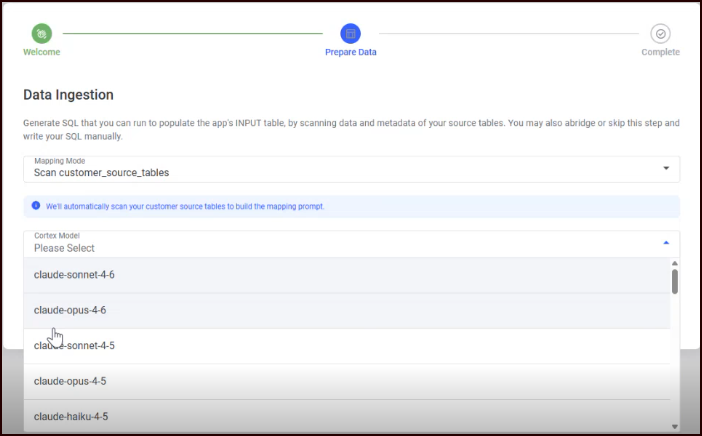 Welcome
Prepare Data
Complete
Data Ingestion
Generate SQL that you can run to populate the app's INPUT table, by scanning data and metadata of your source tables. You may also abridge or skip this step and
write your SQL manually.
Mapping Mode
Scan customer_source_tables
We'll automatically scan your customer source tables to build the mapping prompt.
Cortex Model
Please Select
claude-sonnet-4-6
claude-opus-4-6
claude-sonnet-4-5
claude-opus-4-5
claude-haiku-4-5